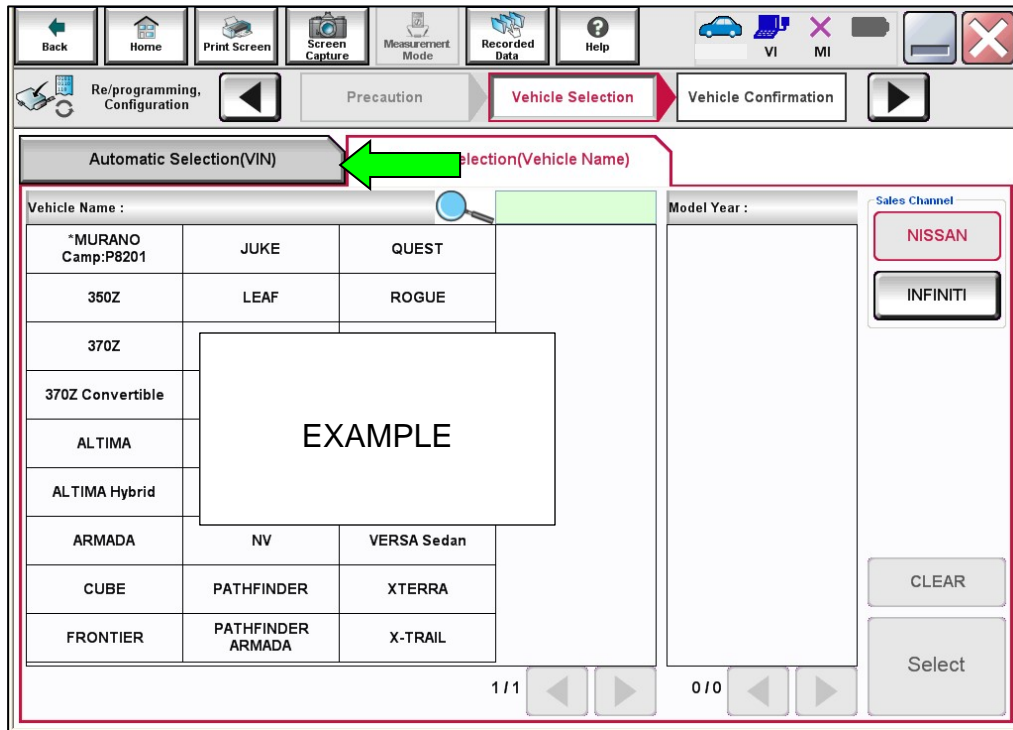 Back
Home
Print Screen
Screen
Capture
Measurement
Mode
Recorded
Data
Help
VI
MI
Re/programming,
Configuration
Precaution
Vehicle Selection
Vehicle Confirmation
Automatic Selection(VIN)
election(Vehicle Name)
Vehicle Name :
Model Year :
Sales Channel
*MURANO
Camp:P8201
JUKE
QUEST
NISSAN
350Z
LEAF
ROGUE
INFINITI
370Z
370Z Convertible
EXAMPLE
ALTIMA
ALTIMA Hybrid
ARMADA
NV
VERSA Sedan
CUBE
PATHFINDER
XTERRA
CLEAR
FRONTIER
PATHFINDER
ARMADA
X-TRAIL
Select
1/1
0/0